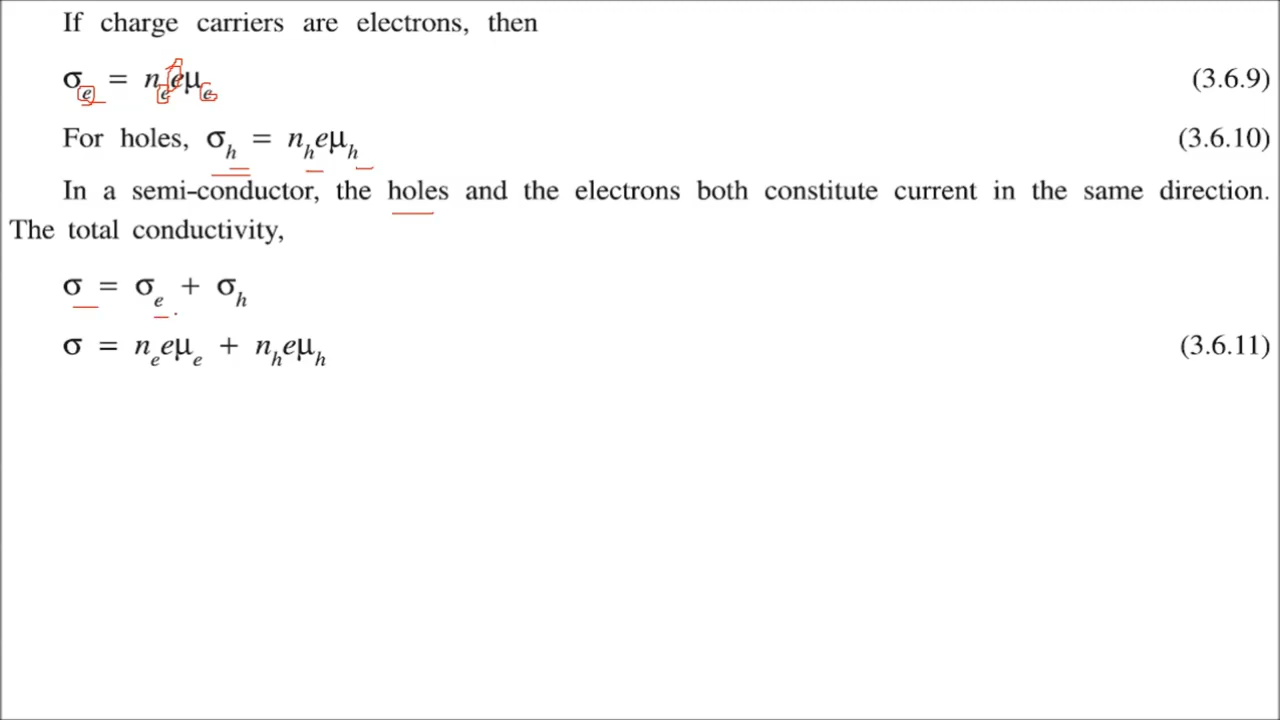 If charge carriers are electrons, then
σₑ = nₑeμₑ (3.6.9)
For holes, σₕ = nₕeμₕ (3.6.10)
In a semi-conductor, the holes and the electrons both constitute current in the same direction.
The total conductivity,
σ = σₑ + σₕ
σ = nₑeμₑ + nₕeμₕ (3.6.11)